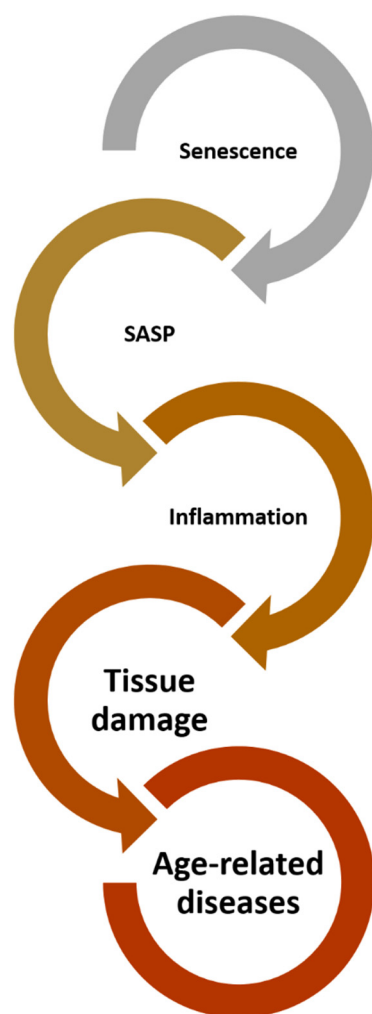 Senescence
SASP
Inflammation
Tissue
damage
Age-related
diseases